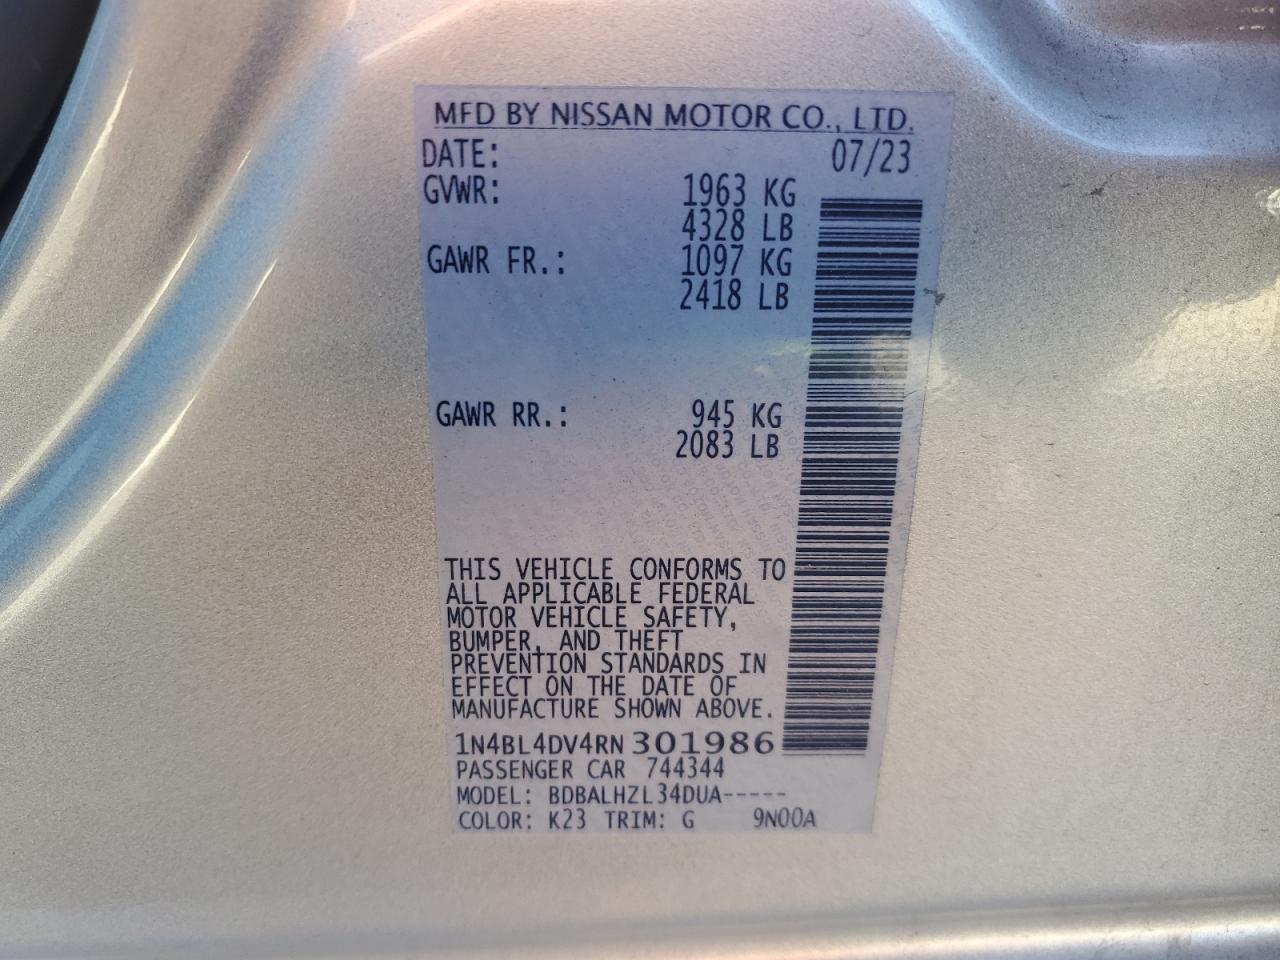 MFD BY NISSAN MOTOR CO., LTD.
DATE: 07/23
GVWR: 1963 KG
4328 LB
GAWR FR.: 1097 KG
2418 LB
GAWR RR.: 945 KG
2083 LB
THIS VEHICLE CONFORMS TO
ALL APPLICABLE FEDERAL
MOTOR VEHICLE SAFETY,
BUMPER, AND THEFT
PREVENTION STANDARDS IN
EFFECT ON THE DATE OF
MANUFACTURE SHOWN ABOVE.
1N4BL4DV4RN301986
PASSENGER CAR 744344
MODEL: BDBALHZL34DUA-----
COLOR: K23 TRIM: G 9N00A